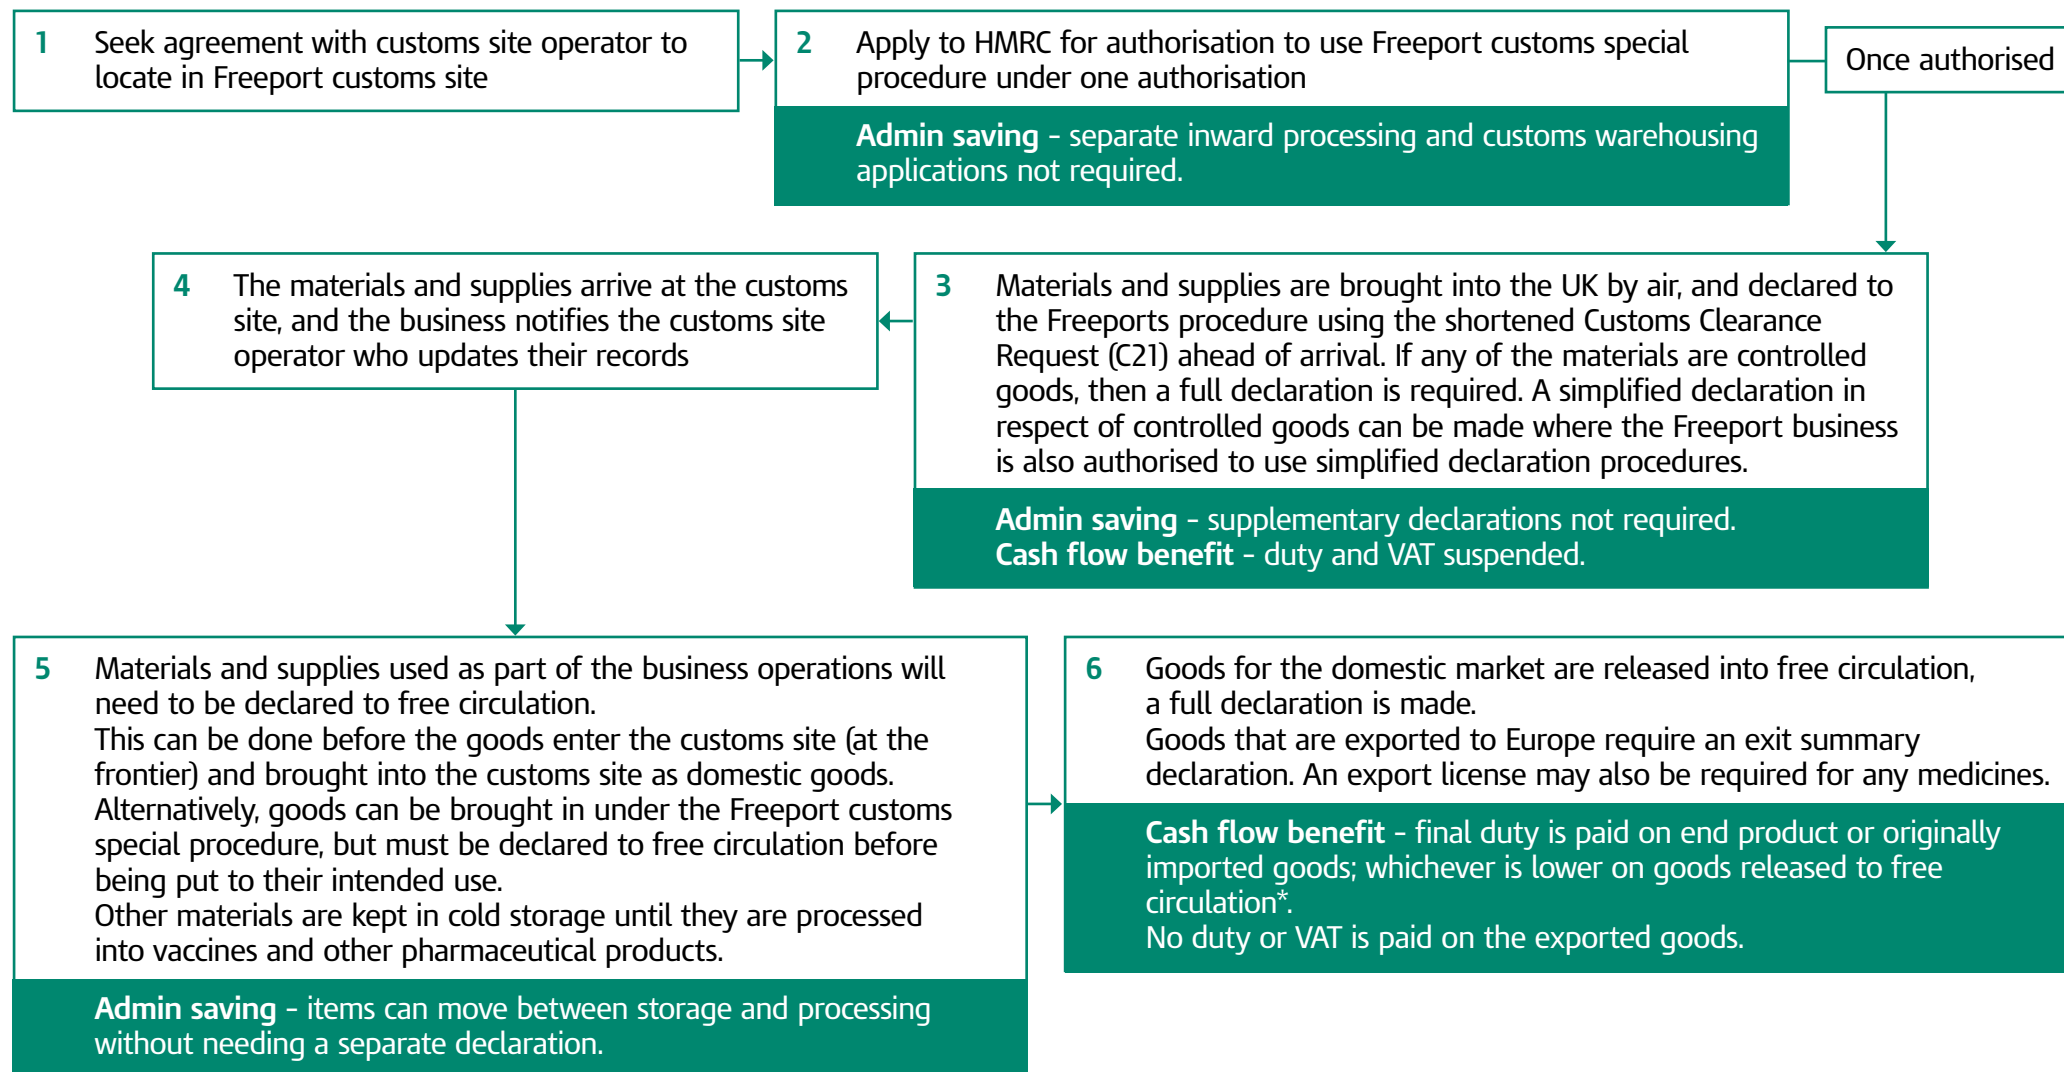 1 Seek agreement with customs site operator to
locate in Freeport customs site
2 Apply to HMRC for authorisation to use Freeport customs special
procedure under one authorisation
Admin saving – separate inward processing and customs warehousing
applications not required.
Once authorised
3 Materials and supplies are brought into the UK by air, and declared to
the Freeports procedure using the shortened Customs Clearance
Request (C21) ahead of arrival. If any of the materials are controlled
goods, then a full declaration is required. A simplified declaration in
respect of controlled goods can be made where the Freeport business
is also authorised to use simplified declaration procedures.
Admin saving – supplementary declarations not required.
Cash flow benefit – duty and VAT suspended.
4 The materials and supplies arrive at the customs
site, and the business notifies the customs site
operator who updates their records
5 Materials and supplies used as part of the business operations will
need to be declared to free circulation.
This can be done before the goods enter the customs site (at the
frontier) and brought into the customs site as domestic goods.
Alternatively, goods can be brought in under the Freeport customs
special procedure, but must be declared to free circulation before
being put to their intended use.
Other materials are kept in cold storage until they are processed
into vaccines and other pharmaceutical products.
Admin saving – items can move between storage and processing
without needing a separate declaration.
6 Goods for the domestic market are released into free circulation,
a full declaration is made.
Goods that are exported to Europe require an exit summary
declaration. An export license may also be required for any medicines.
Cash flow benefit – final duty is paid on end product or originally
imported goods; whichever is lower on goods released to free
circulation*.
No duty or VAT is paid on the exported goods.